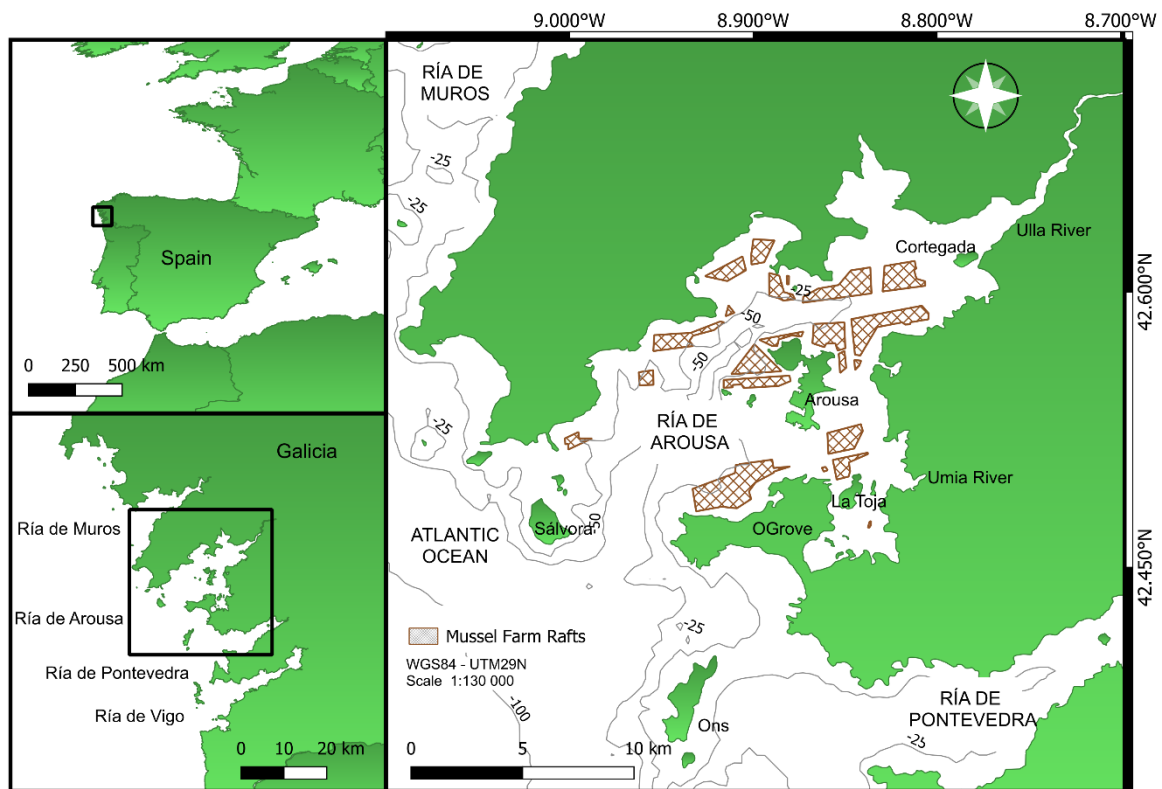 Spain
0 250 500 km
Galicia
Ría de Muros
Ría de Arousa
Ría de Pontevedra
Ría de Vigo
0 10 20 km
9.000°W 8.900°W 8.800°W 8.700°W
RÍA DE
MUROS
-25
-25
Ulla River
Cortegada
-25
-50
-50
42.600°N
Arousa
RÍA DE
AROUSA
-25
Umia River
La Toja
Sálvora
-50
OGrove
ATLANTIC
OCEAN
42.450°N
-25
Mussel Farm Rafts
WGS84 - UTM29N
Scale 1:130 000
-100
Ons
RÍA DE
PONTEVEDRA
-25
0 5 10 km